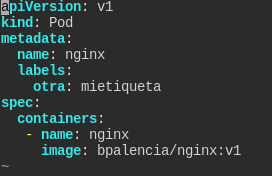 apiVersion: v1
kind: Pod
metadata:
  name: nginx
  labels:
    otra: mietiqueta
spec:
  containers:
   - name: nginx
     image: bpalencia/nginx:v1
~